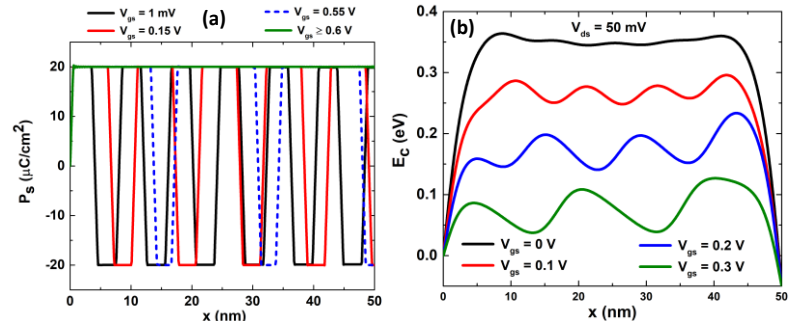 V_gs = 1 mV
V_gs = 0.55 V
V_gs = 0.15 V
V_gs ≥ 0.6 V
(a)
P_s (μC/cm²)
20
10
0
-10
-20
0 10 20 30 40 50
x (nm)
(b)
V_ds = 50 mV
E_C (eV)
0.4
0.3
0.2
0.1
0.0
V_gs = 0 V
V_gs = 0.2 V
V_gs = 0.1 V
V_gs = 0.3 V
0 10 20 30 40 50
x (nm)